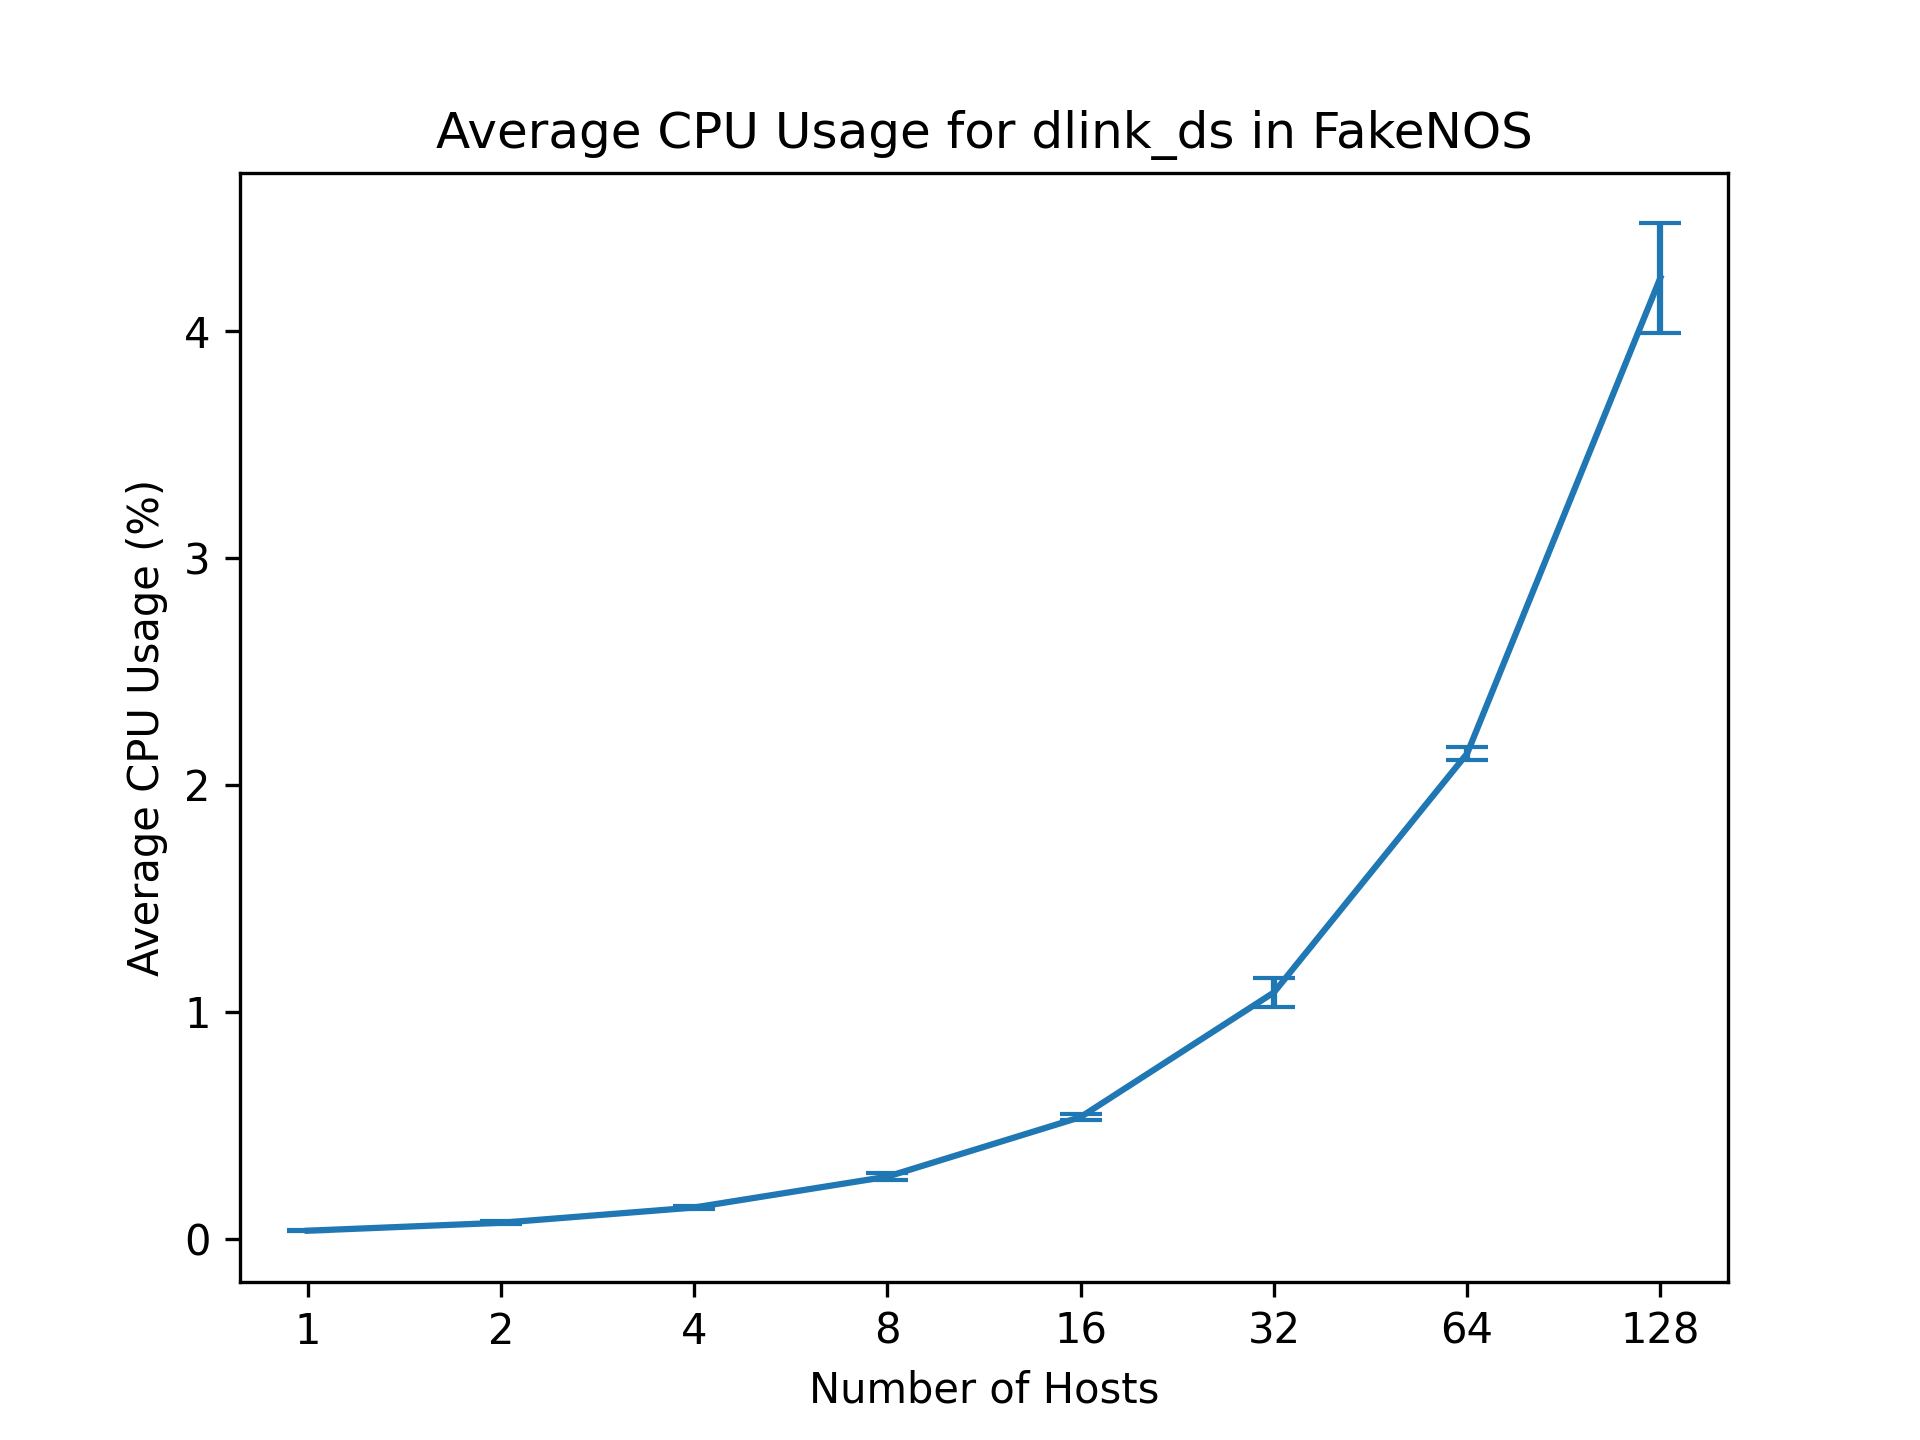 Average CPU Usage for dlink_ds in FakeNOS
Average CPU Usage (%)
4
3
2
1
0
1 2 4 8 16 32 64 128
Number of Hosts